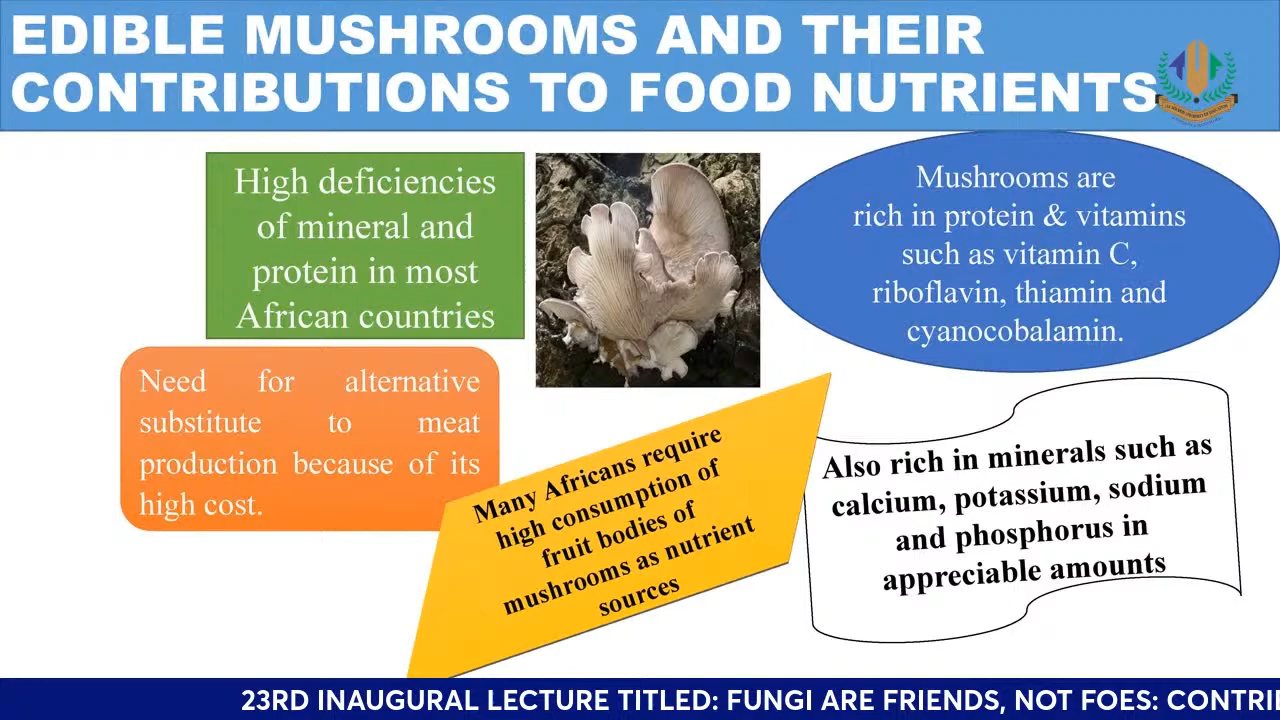 EDIBLE MUSHROOMS AND THEIR
CONTRIBUTIONS TO FOOD NUTRIENTS
High deficiencies
of mineral and
protein in most
African countries
Mushrooms are
rich in protein & vitamins
such as vitamin C,
riboflavin, thiamin and
cyanocobalamin.
Need for alternative
substitute to meat
production because of its
high cost.
Many Africans require
high consumption of
fruit bodies of
mushrooms as nutrient
sources
Also rich in minerals such as
calcium, potassium, sodium
and phosphorus in
appreciable amounts
23RD INAUGURAL LECTURE TITLED: FUNGI ARE FRIENDS, NOT FOES: CONTRI